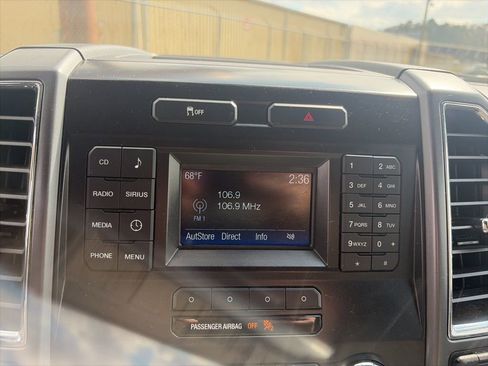 OFF
68°F 2:36
106.9
106.9 MHz
FM 1
AutStore Direct Info
CD
RADIO SIRIUS
MEDIA
PHONE MENU
1 2 ABC
3 DEF 4 GHI
5 JKL 6 MNO
7 PQRS 8 TUV
9 WXYZ 0 +
* #
PASSENGER AIRBAG OFF